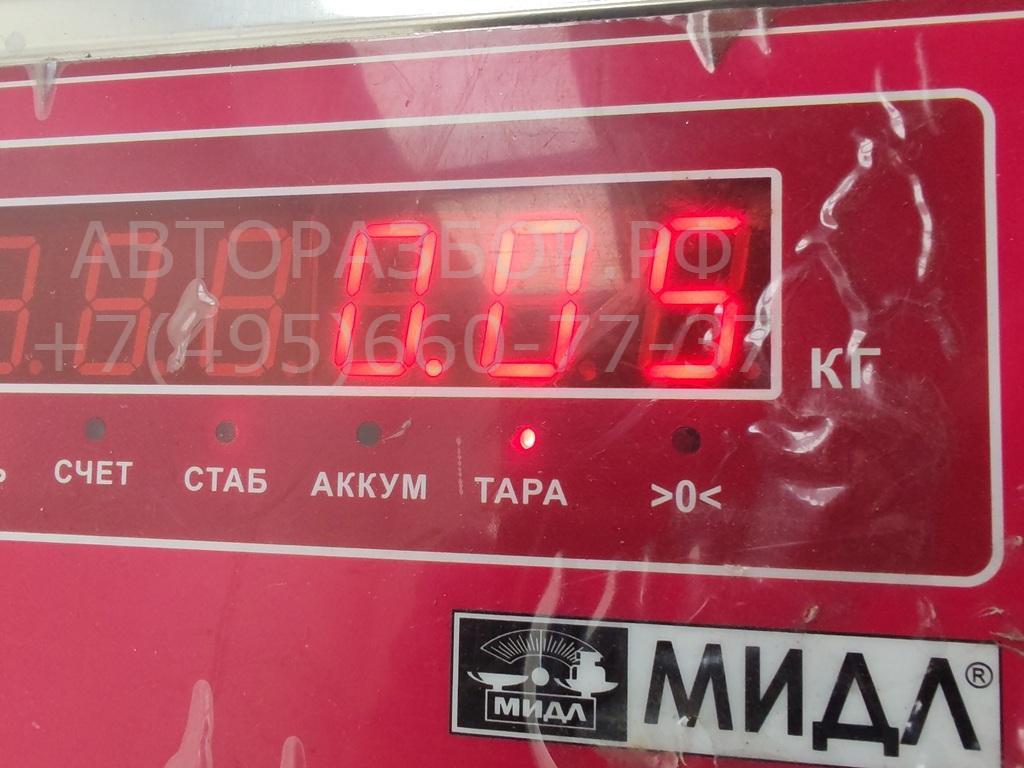 АВТОРАЗБОР.РФ
+7(495)660-77-37
0.05
КГ
СЧЕТ СТАБ АККУМ ТАРА >0<
МИДЛ
МИДЛ®